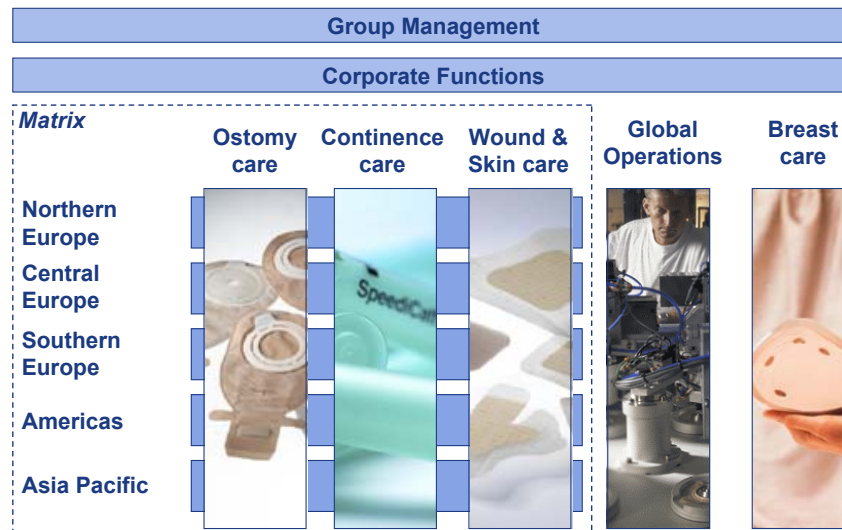 Group Management
Corporate Functions
Matrix
Ostomy
care
Continence
care
Wound &
Skin care
Global
Operations
Breast
care
Northern
Europe
Central
Europe
Southern
Europe
Americas
Asia Pacific